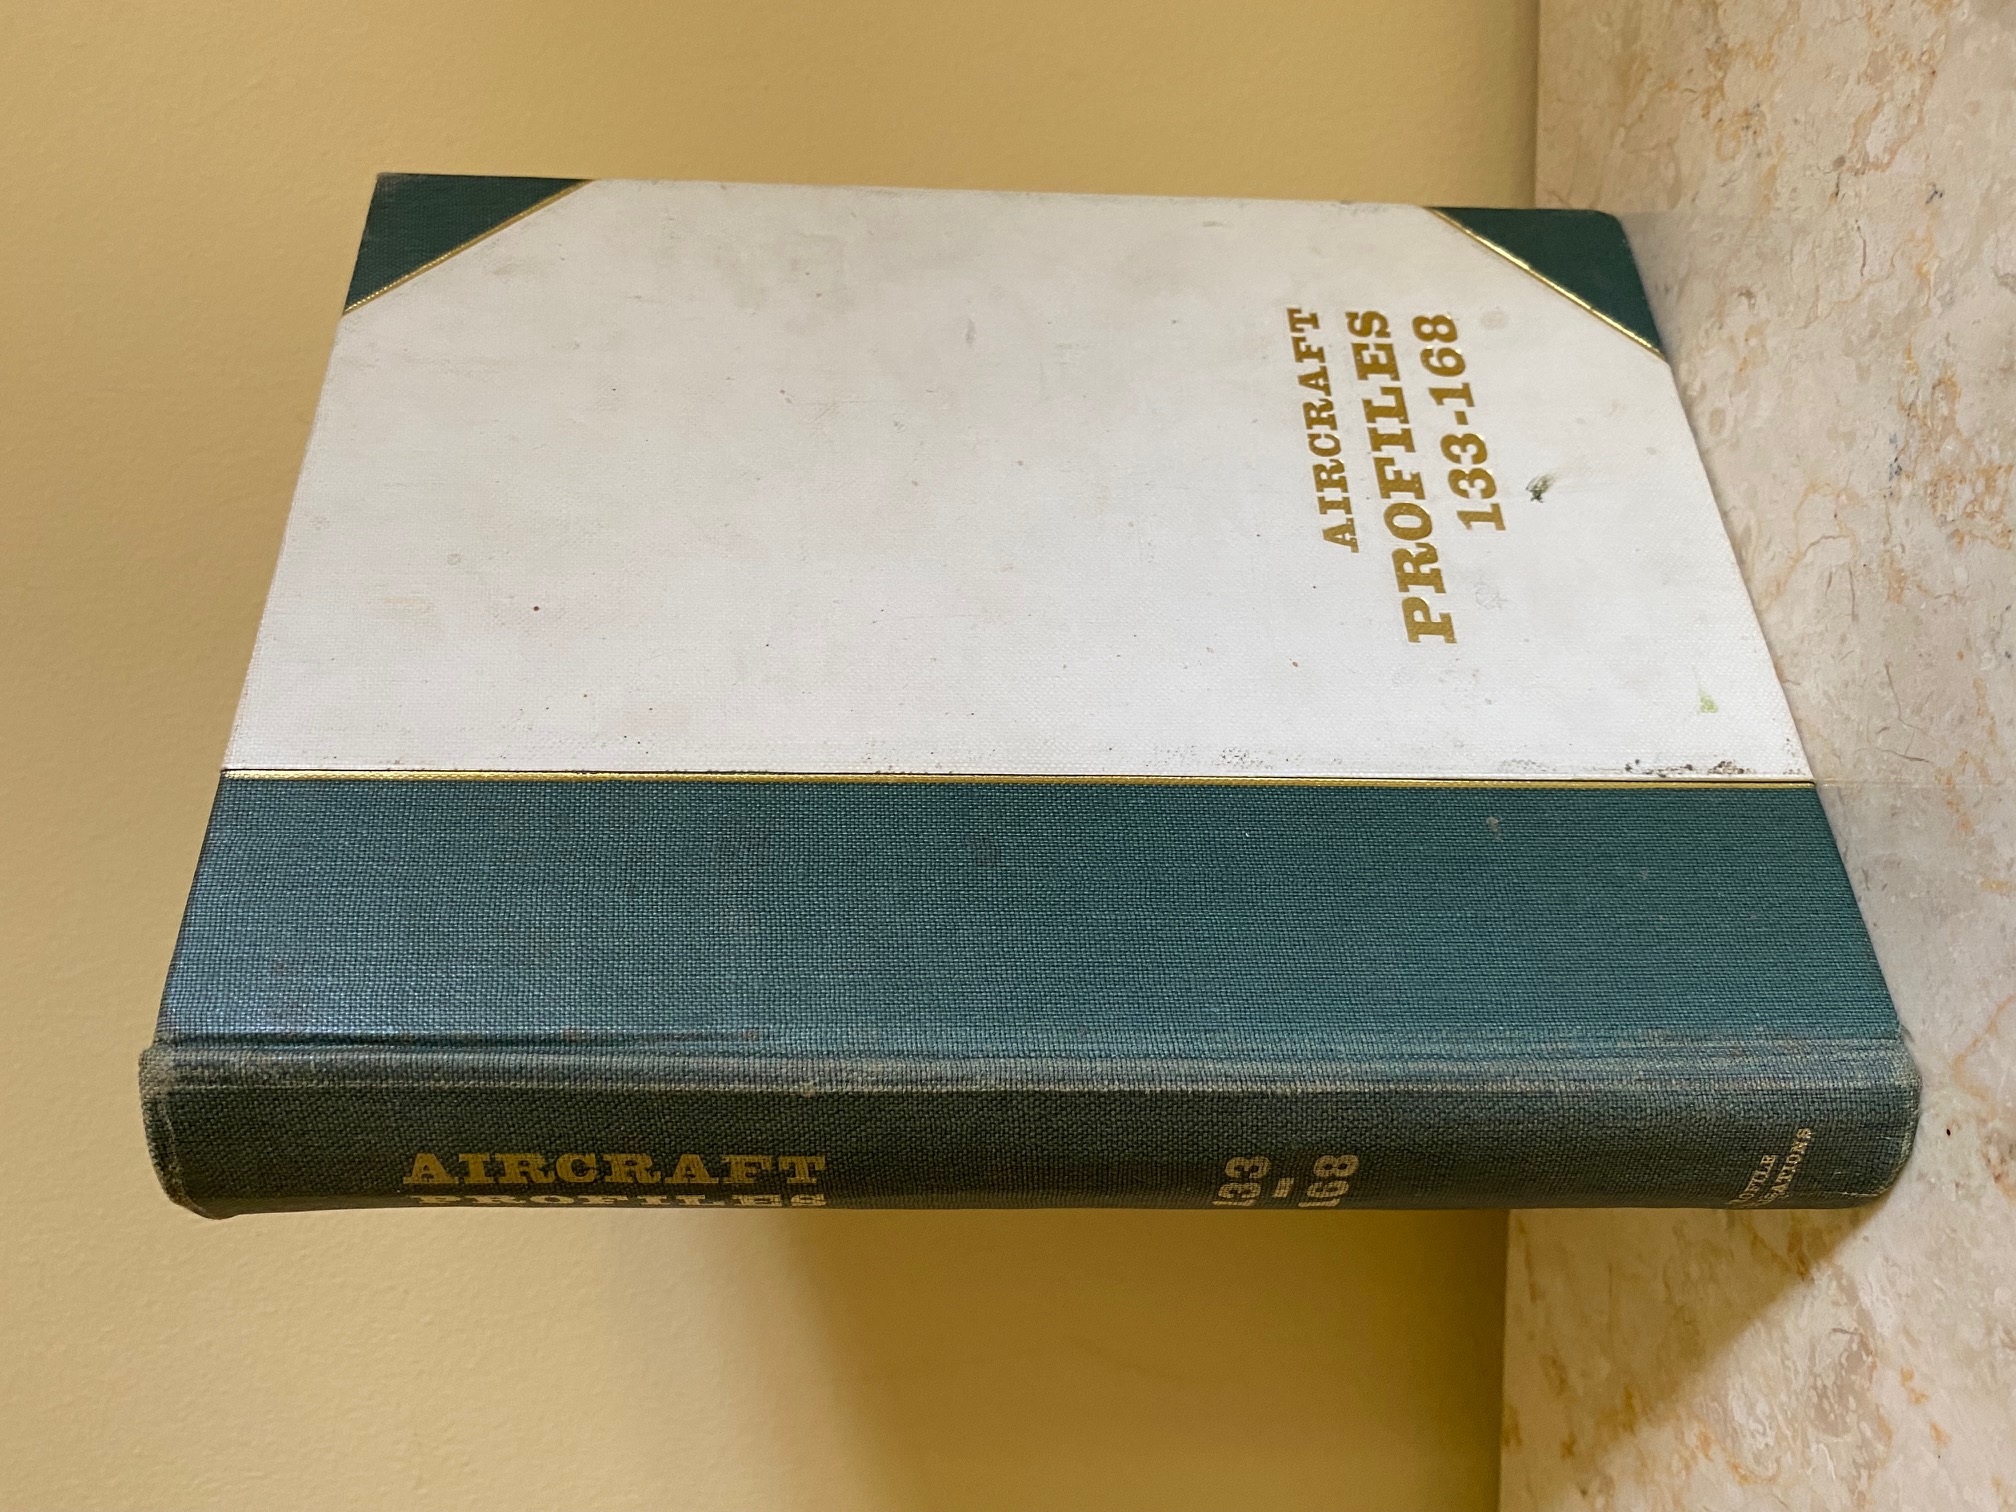 AIRCRAFT
PROFILES
133-168
AIRCRAFT
PROFILES
133
-
168